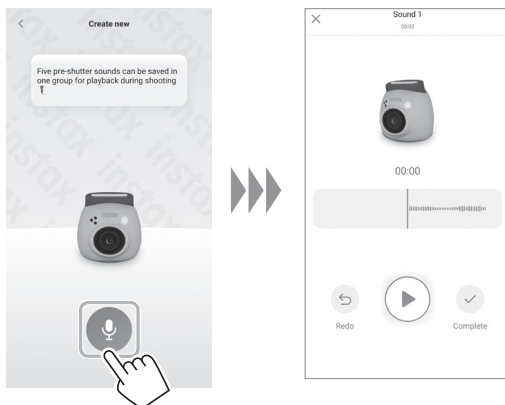 Create new
Five pre-shutter sounds can be saved in
one group for playback during shooting
instax
Sound 1
00:03
00:00
Redo
Complete